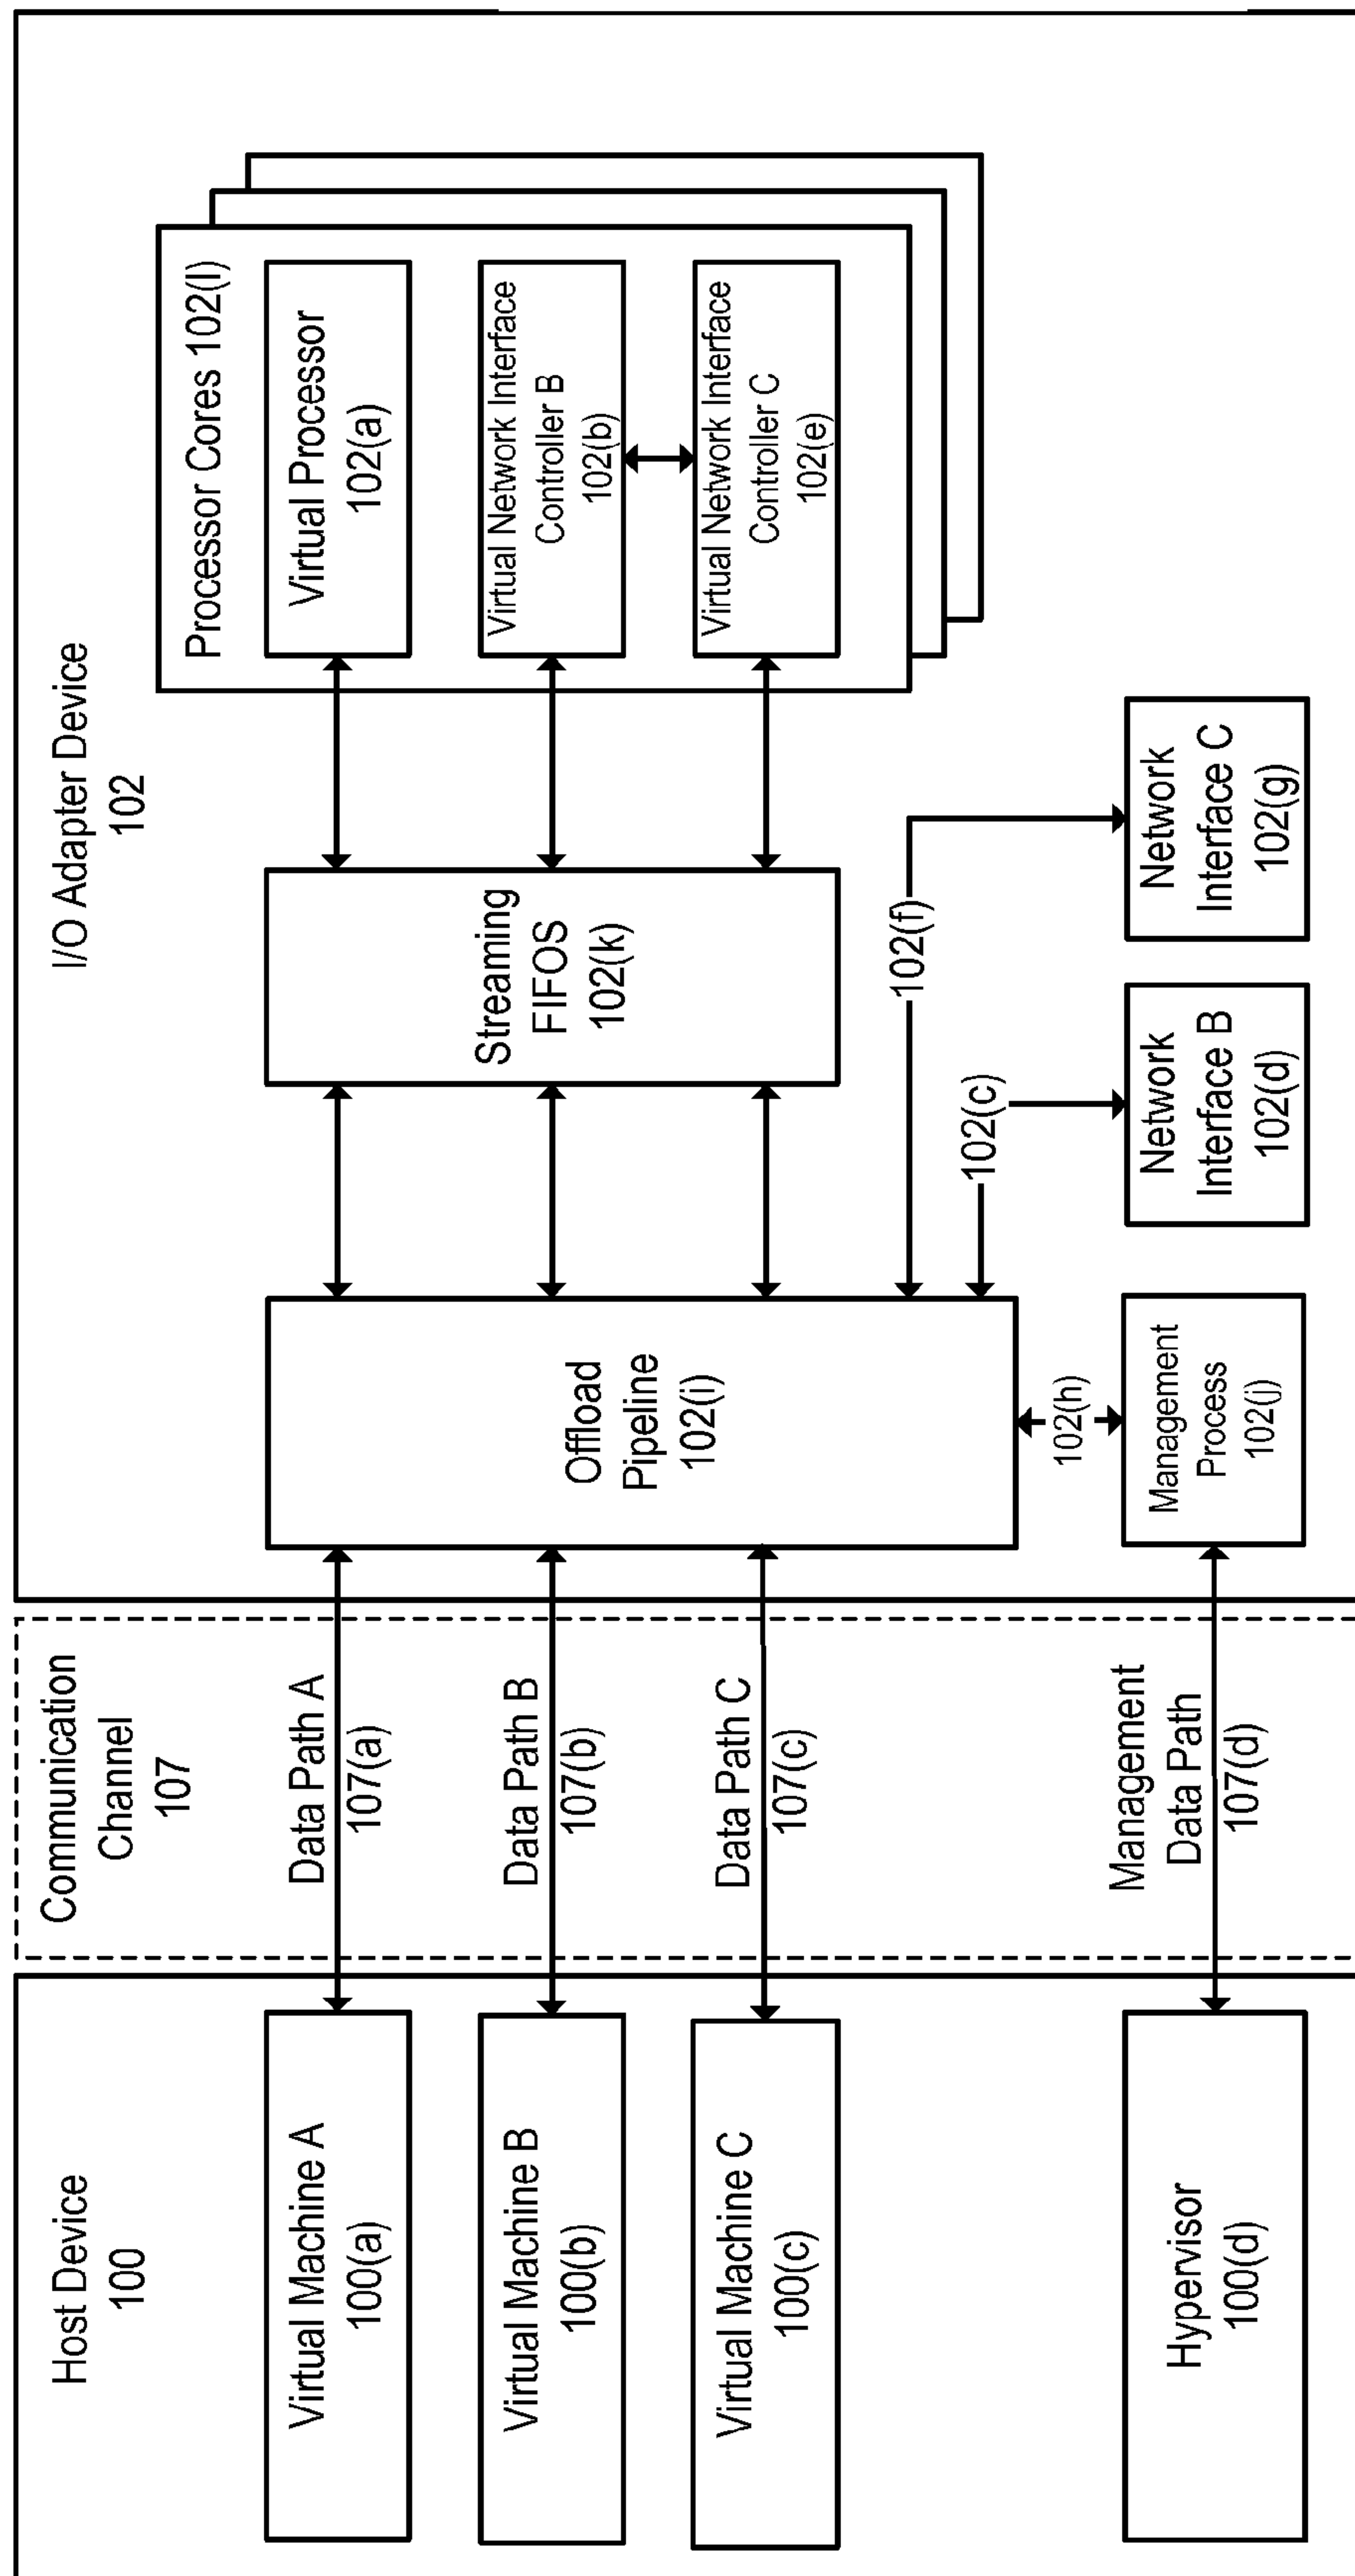 Host Device
100
Virtual Machine A
100(a)
Virtual Machine B
100(b)
Virtual Machine C
100(c)
Hypervisor
100(d)
Communication
Channel
107
Data Path A
107(a)
Data Path B
107(b)
Data Path C
107(c)
Management
Data Path
107(d)
I/O Adapter Device
102
Offload
Pipeline
102(i)
102(h)
Management
Process
102(j)
Streaming
FIFOS
102(k)
102(f)
102(c)
Network
Interface B
102(d)
Network
Interface C
102(g)
Processor Cores 102(l)
Virtual Processor
102(a)
Virtual Network Interface
Controller B
102(b)
Virtual Network Interface
Controller C
102(e)